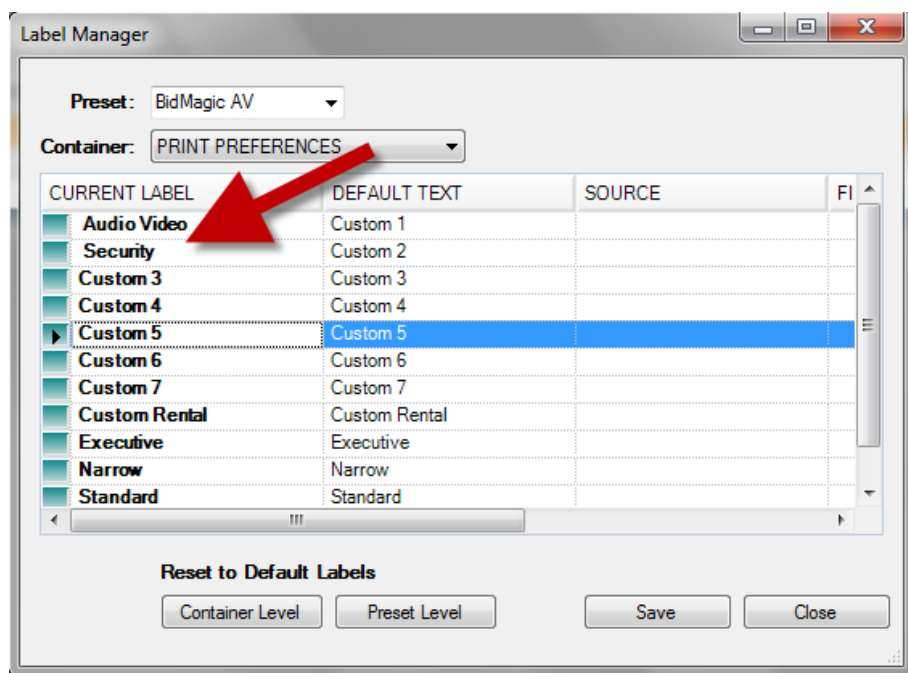 Label Manager
Preset: BidMagic AV
Container: PRINT PREFERENCES
CURRENT LABEL DEFAULT TEXT SOURCE FI
Audio Video Custom 1
Security Custom 2
Custom 3 Custom 3
Custom 4 Custom 4
Custom 5 Custom 5
Custom 6 Custom 6
Custom 7 Custom 7
Custom Rental Custom Rental
Executive Executive
Narrow Narrow
Standard Standard
Reset to Default Labels
Container Level Preset Level Save Close